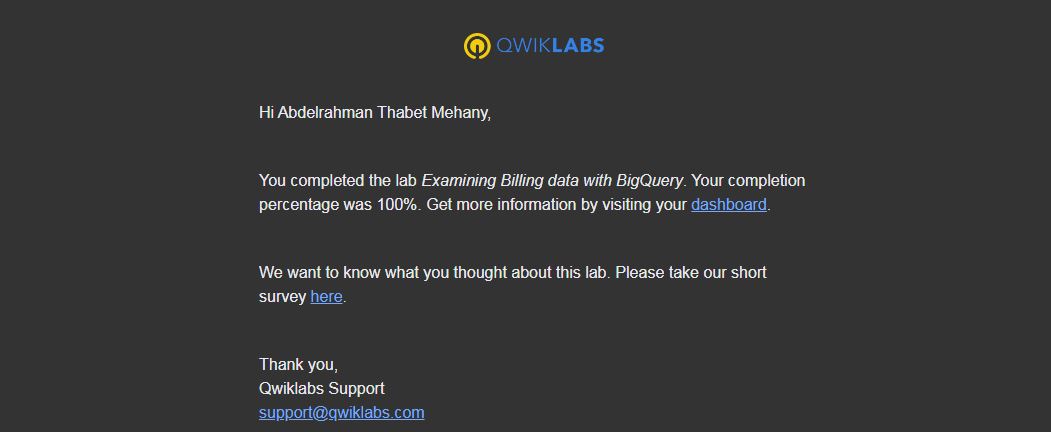 QWIKLABS
Hi Abdelrahman Thabet Mehany,
You completed the lab Examining Billing data with BigQuery. Your completion
percentage was 100%. Get more information by visiting your dashboard.
We want to know what you thought about this lab. Please take our short
survey here.
Thank you,
Qwiklabs Support
support@qwiklabs.com